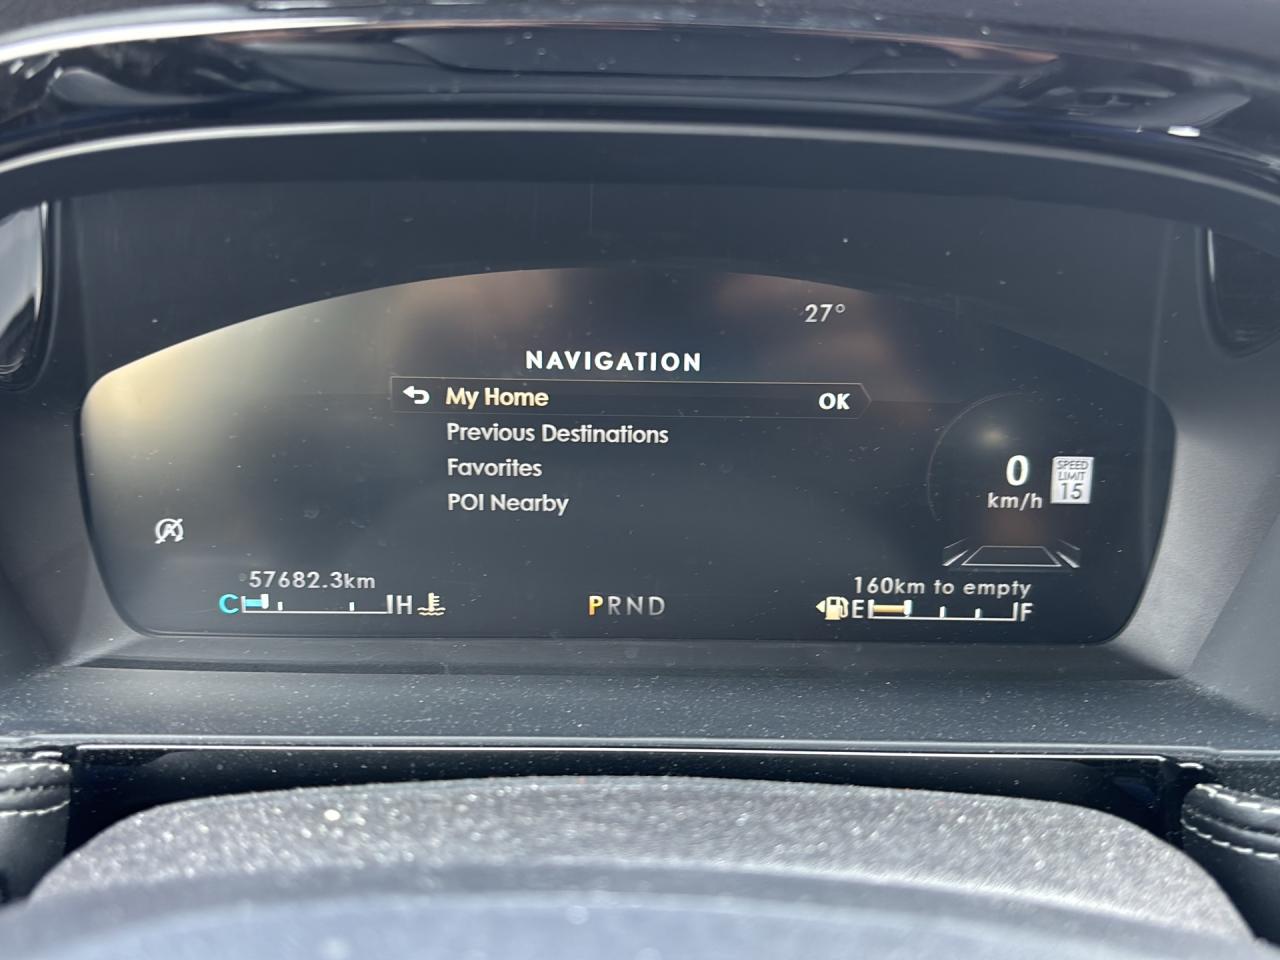 27°
NAVIGATION
My Home OK
Previous Destinations
Favorites
POI Nearby
0
km/h
SPEED
LIMIT
15
A
57682.3km
C H
PRND
160km to empty
E F